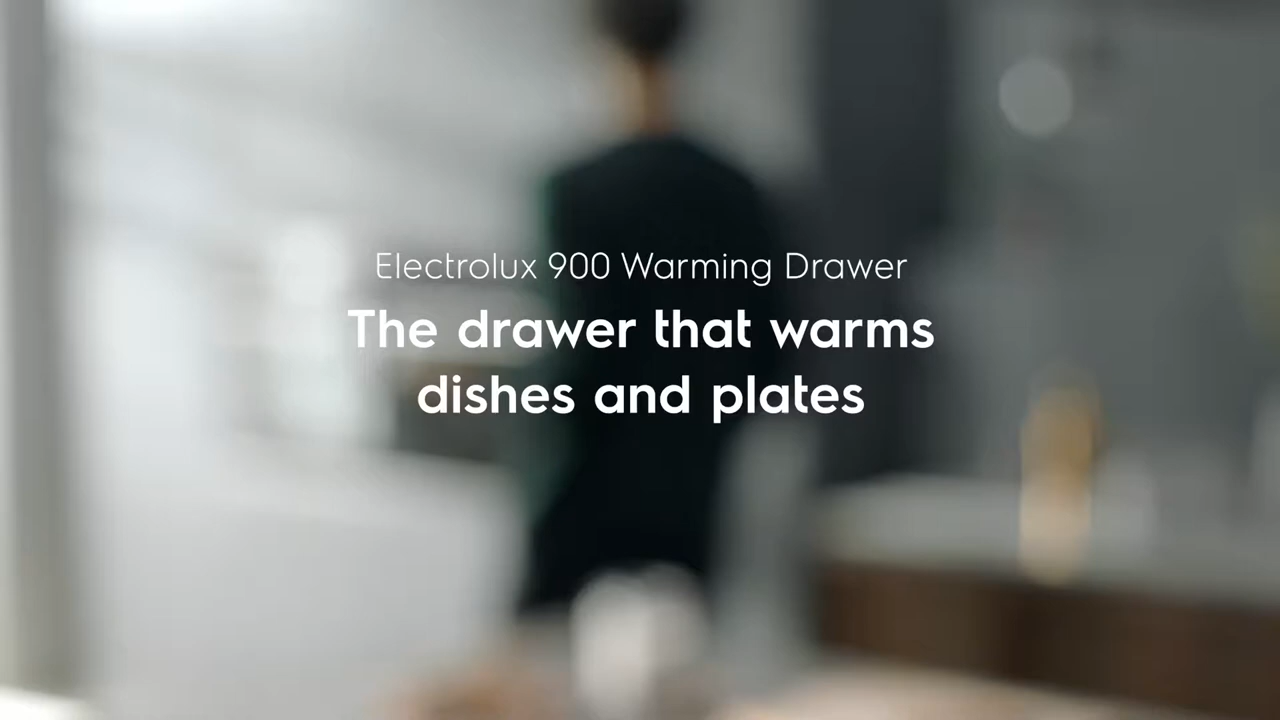 Electrolux 900 Warming Drawer
The drawer that warms
dishes and plates